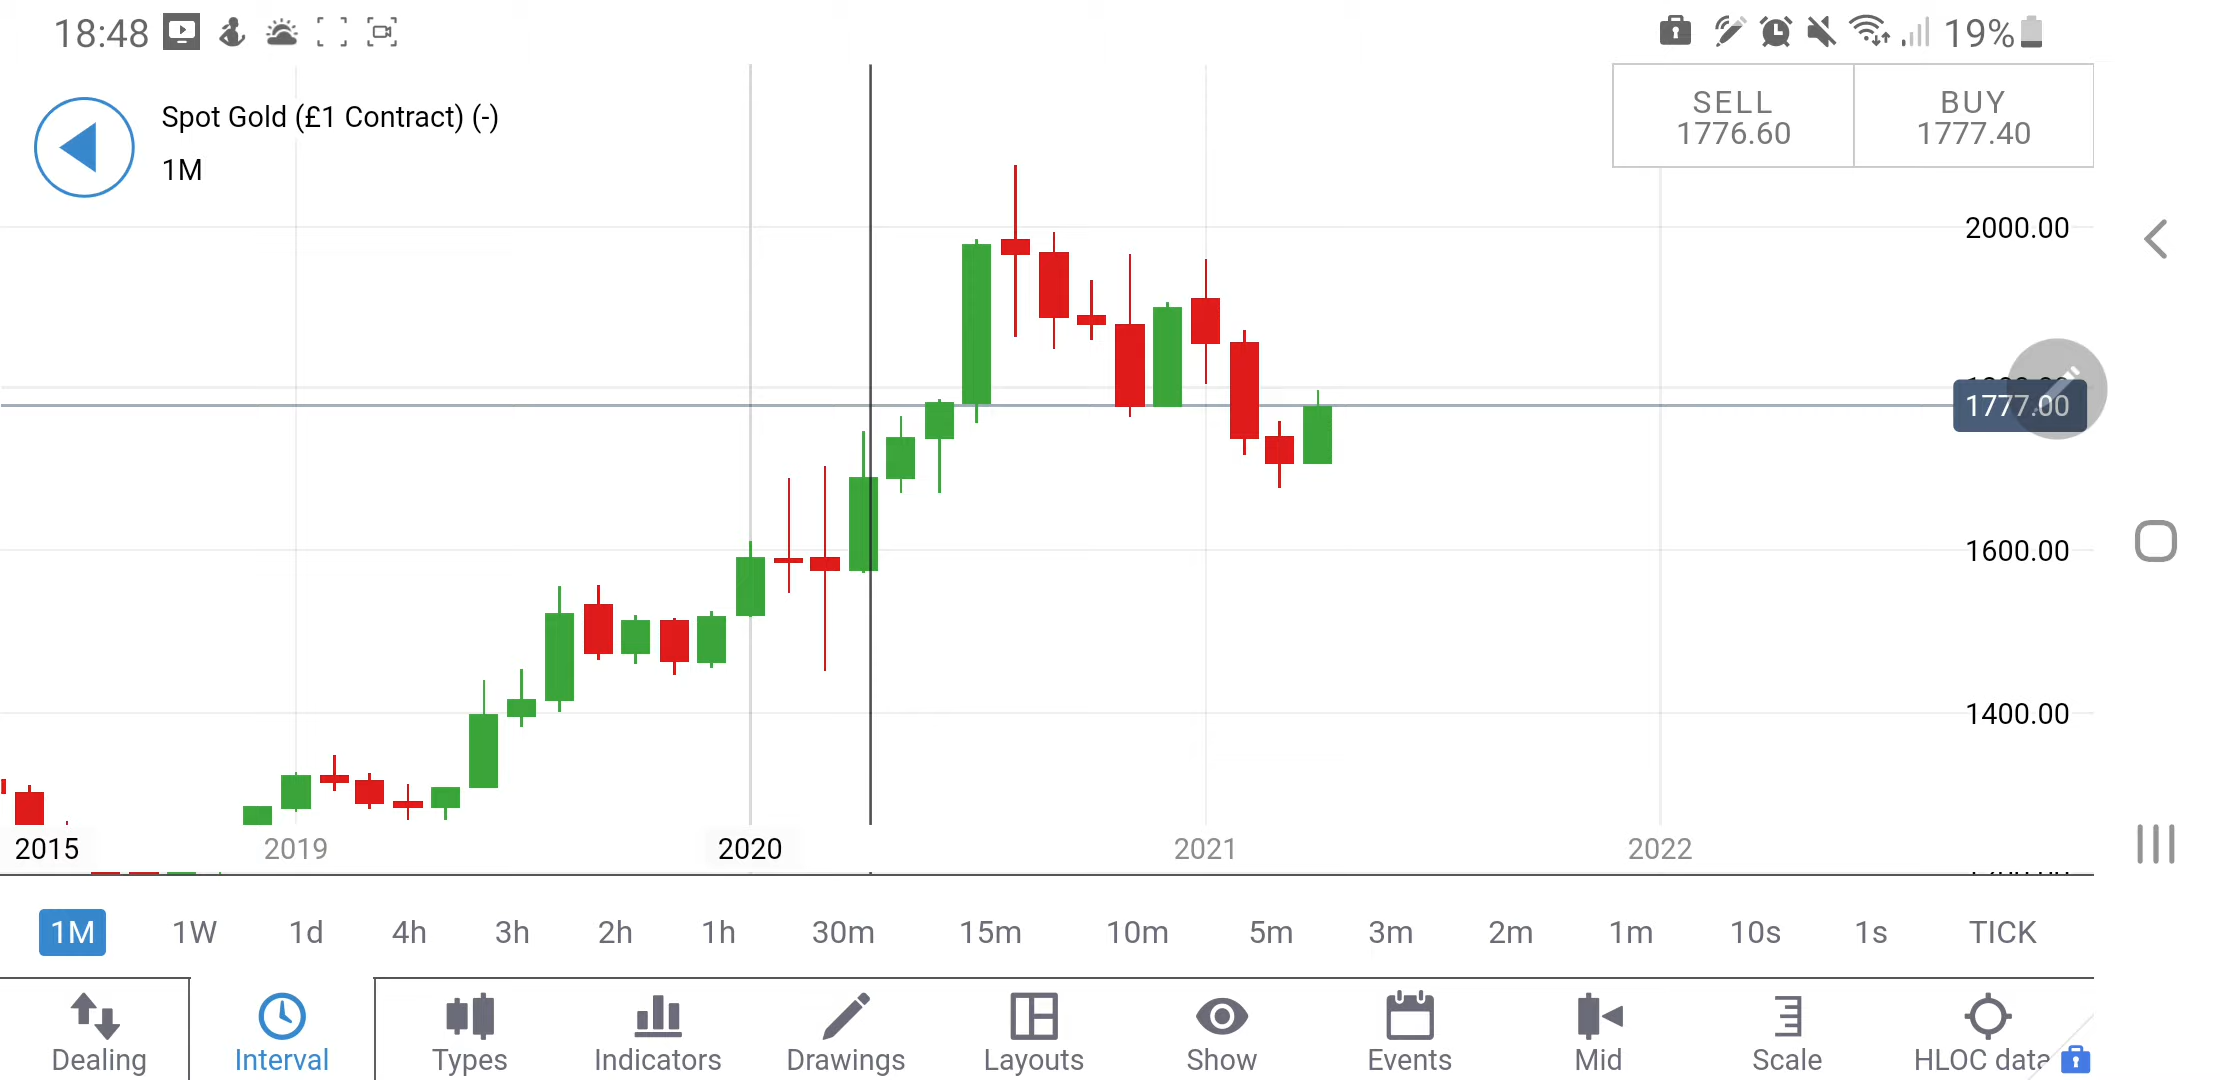 18:48
19%
Spot Gold (£1 Contract) (-)
1M
SELL
1776.60
BUY
1777.40
2000.00
1777.00
1600.00
1400.00
2015
2019
2020
2021
2022
1M 1W 1d 4h 3h 2h 1h 30m 15m 10m 5m 3m 2m 1m 10s 1s TICK
Dealing Interval Types Indicators Drawings Layouts Show Events Mid Scale HLOC data